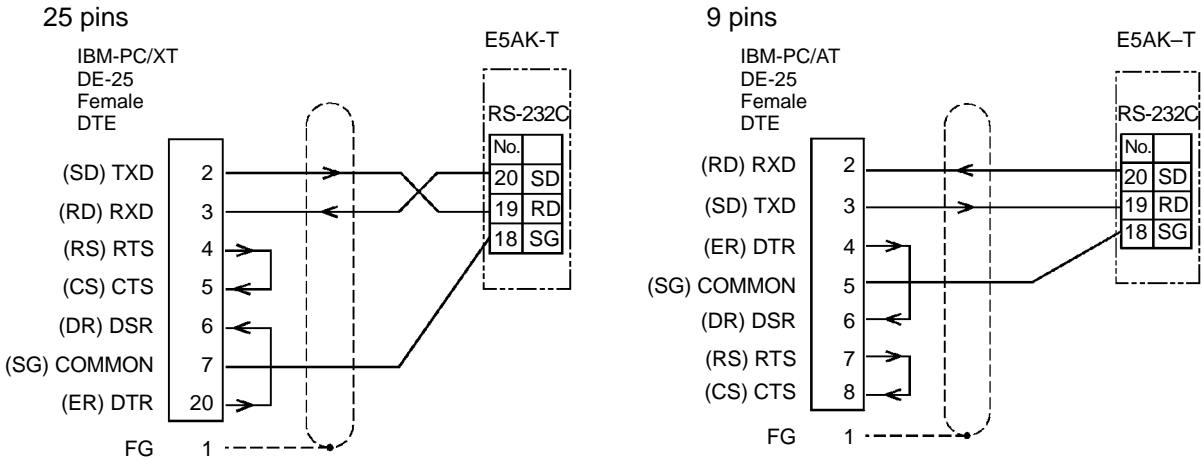 25 pins
IBM-PC/XT
DE-25
Female
DTE
E5AK-T
RS-232C
No.
20 SD
19 RD
18 SG
(SD) TXD 2
(RD) RXD 3
(RS) RTS 4
(CS) CTS 5
(DR) DSR 6
(SG) COMMON 7
(ER) DTR 20
FG 1
9 pins
IBM-PC/AT
DE-25
Female
DTE
E5AK–T
RS-232C
No.
20 SD
19 RD
18 SG
(RD) RXD 2
(SD) TXD 3
(ER) DTR 4
(SG) COMMON 5
(DR) DSR 6
(RS) RTS 7
(CS) CTS 8
FG 1